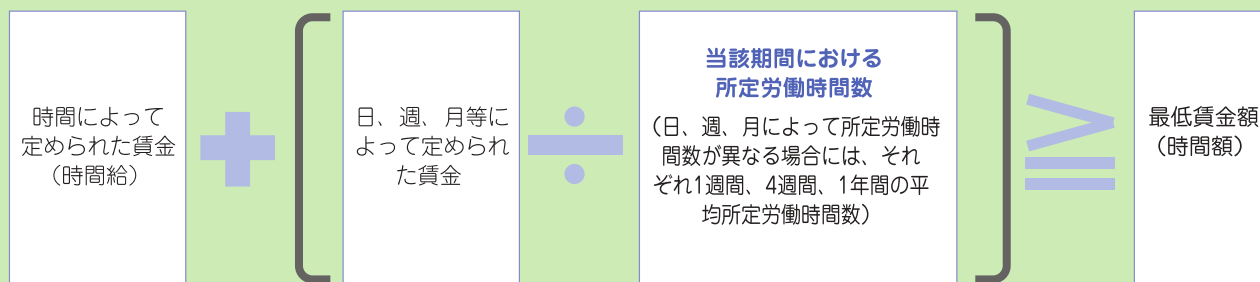 時間によって
定められた賃金
（時間給）
日、週、月等に
よって定められ
た賃金
当該期間における
所定労働時間数
（日、週、月によって所定労働時
間数が異なる場合には、それ
ぞれ1週間、4週間、1年間の平
均所定労働時間数）
≧
最低賃金額
（時間額）